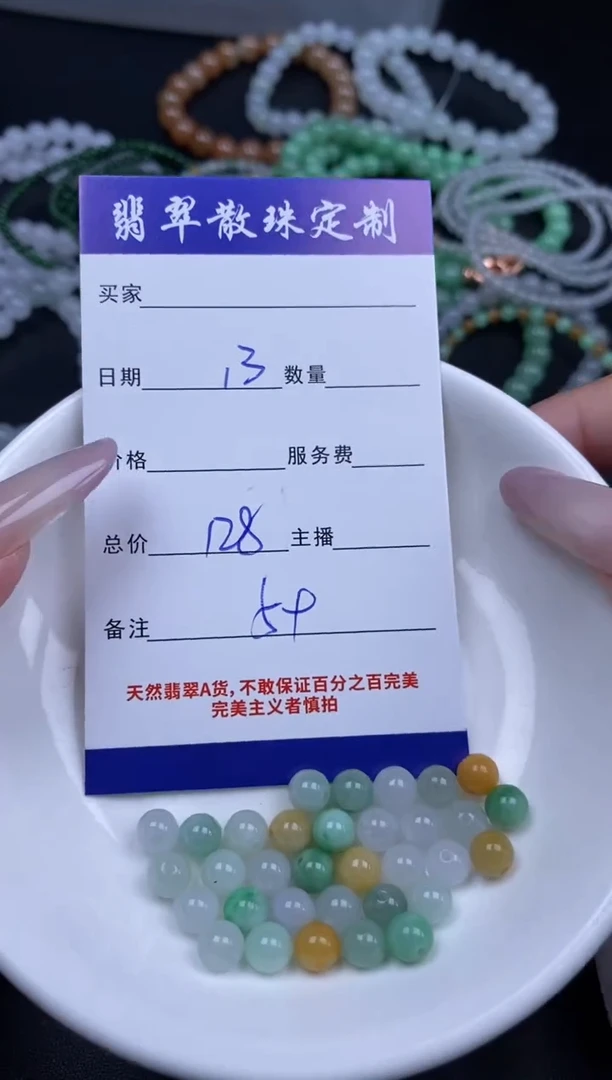 翡翠散珠定制
买家
日期 13 数量
价格 服务费
总价 128 主播
备注 54
天然翡翠A货,不敢保证百分之百完美
完美主义者慎拍